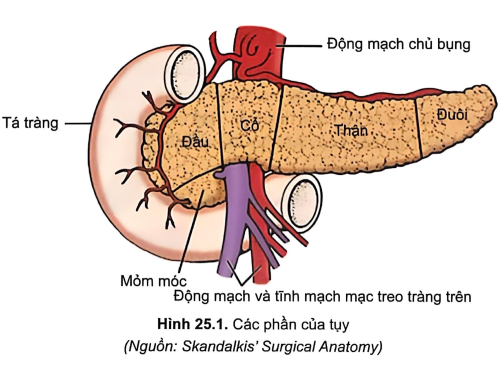 Động mạch chủ bụng
Tá tràng
Đầu
Cổ
Thân
Đuôi
Mỏm móc
Động mạch và tĩnh mạch mạc treo tràng trên
Hình 25.1. Các phần của tụy
(Nguồn: Skandalkis' Surgical Anatomy)